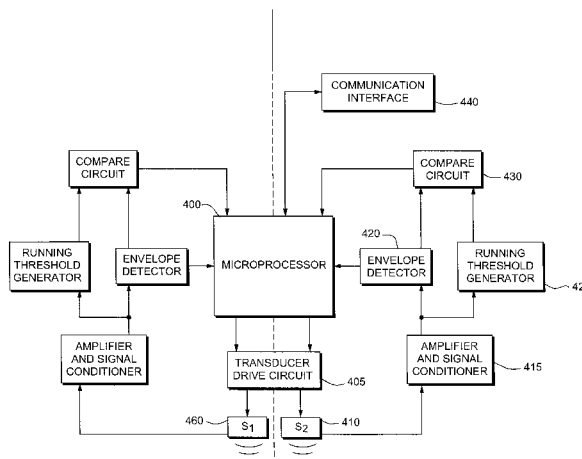 COMMUNICATION
INTERFACE
440
COMPARE
CIRCUIT
COMPARE
CIRCUIT
430
400
420
RUNNING
THRESHOLD
GENERATOR
ENVELOPE
DETECTOR
MICROPROCESSOR
ENVELOPE
DETECTOR
RUNNING
THRESHOLD
GENERATOR
42
AMPLIFIER
AND SIGNAL
CONDITIONER
TRANSDUCER
DRIVE CIRCUIT
405
AMPLIFIER
AND SIGNAL
CONDITIONER
415
460
S1
S2
410